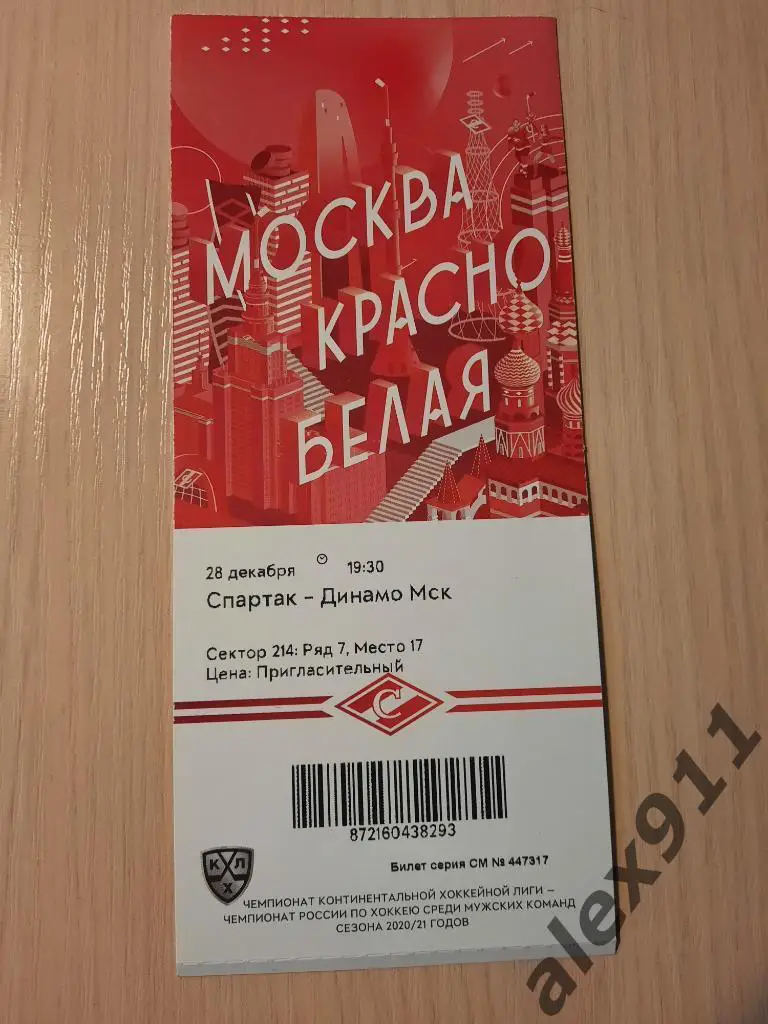 МОСКВА
КРАСНО
БЕЛАЯ
28 декабря 19:30
Спартак - Динамо Мск
Сектор 214: Ряд 7, Место 17
Цена: Пригласительный
С
872160438293
Билет серия СМ № 447317
КХЛ
ЧЕМПИОНАТ КОНТИНЕНТАЛЬНОЙ ХОККЕЙНОЙ ЛИГИ –
ЧЕМПИОНАТ РОССИИ ПО ХОККЕЮ СРЕДИ МУЖСКИХ КОМАНД
СЕЗОНА 2020/21 ГОДОВ
alex911